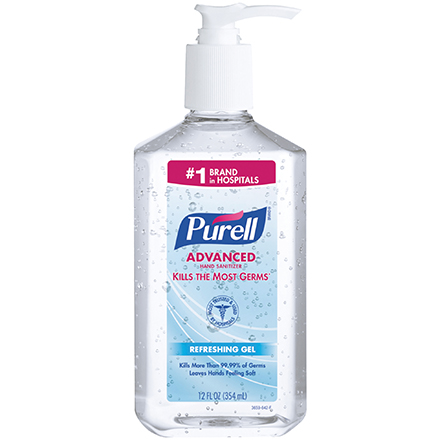 #1 BRAND
in HOSPITALS
Purell
ADVANCED
HAND SANITIZER
KILLS THE MOST GERMS
REFRESHING GEL
Kills More Than 99.99% of Germs
Leaves Hands Feeling Soft
12 FL OZ (354 mL)